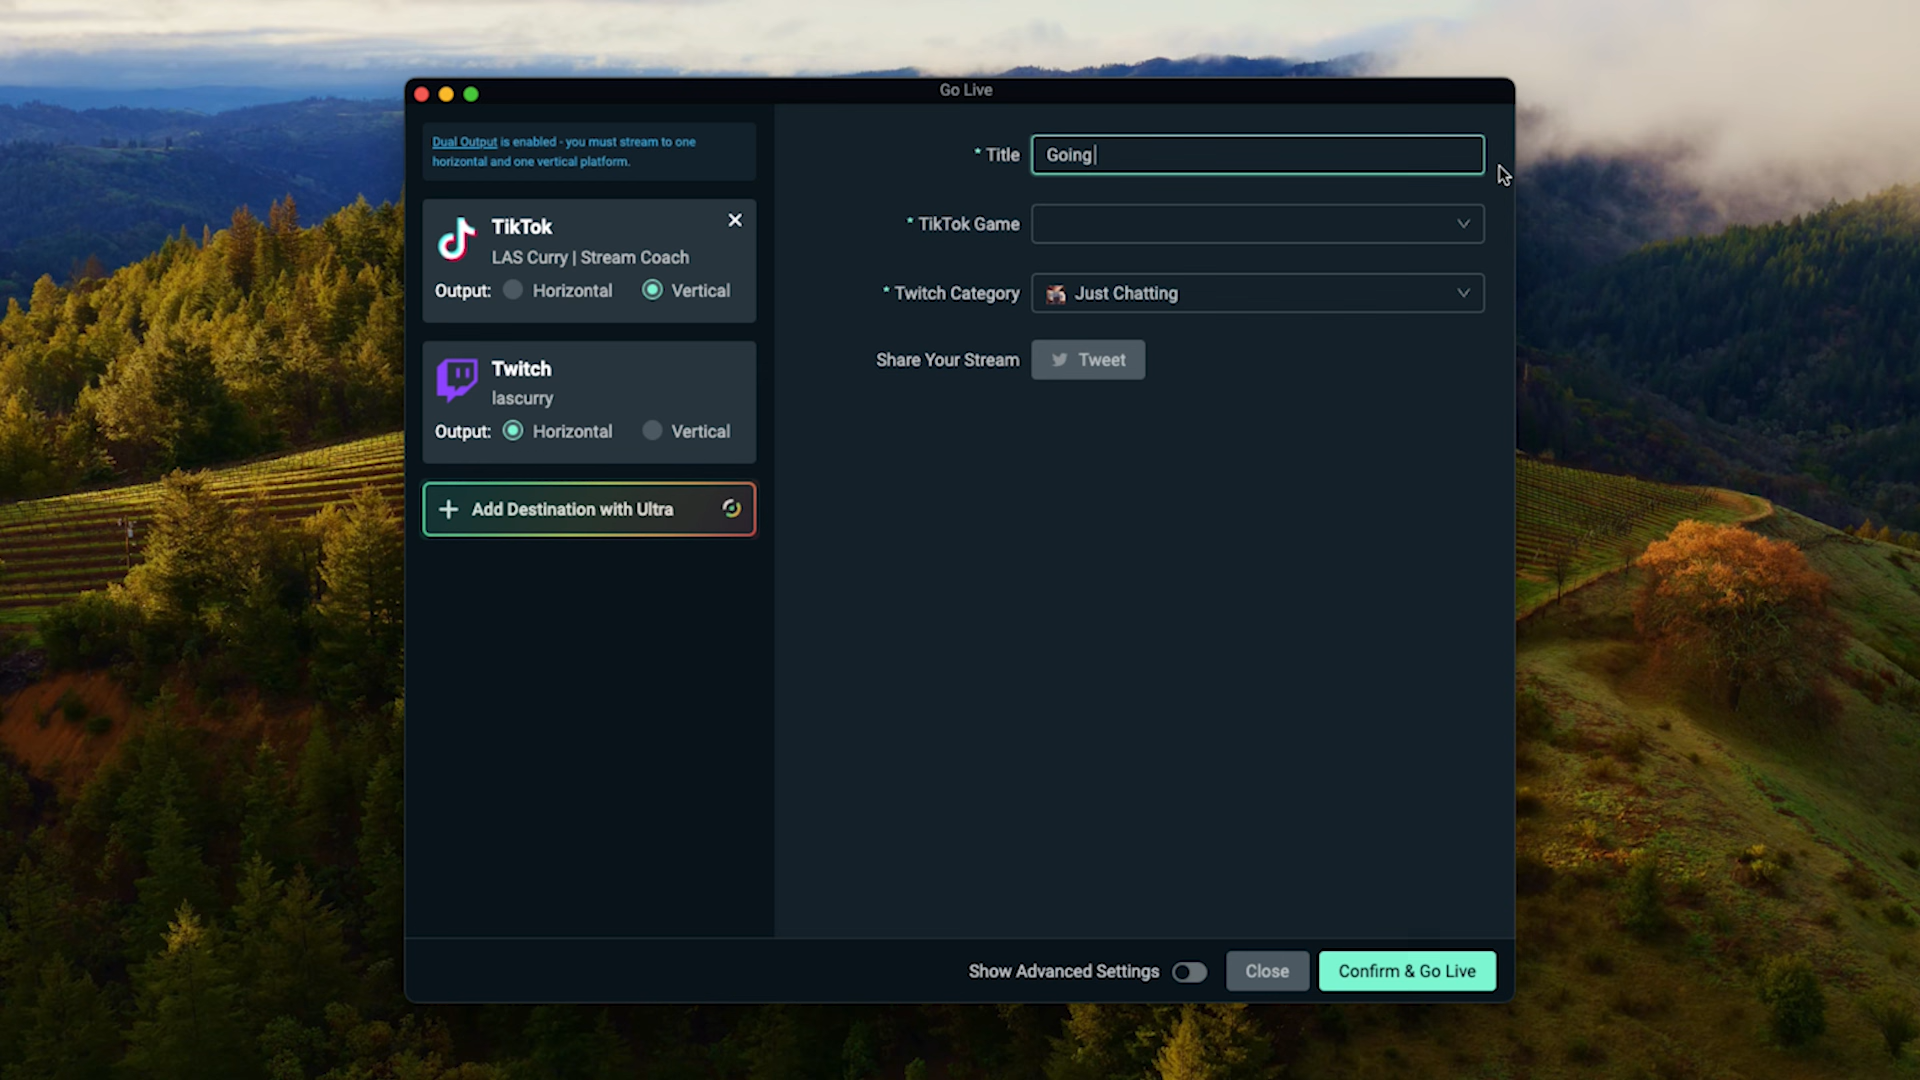 Go Live
Dual Output is enabled - you must stream to one
horizontal and one vertical platform.
TikTok
LAS Curry | Stream Coach
Output: Horizontal Vertical
Twitch
lascurry
Output: Horizontal Vertical
Add Destination with Ultra
* Title Going
* TikTok Game
* Twitch Category Just Chatting
Share Your Stream Tweet
Show Advanced Settings Close Confirm & Go Live